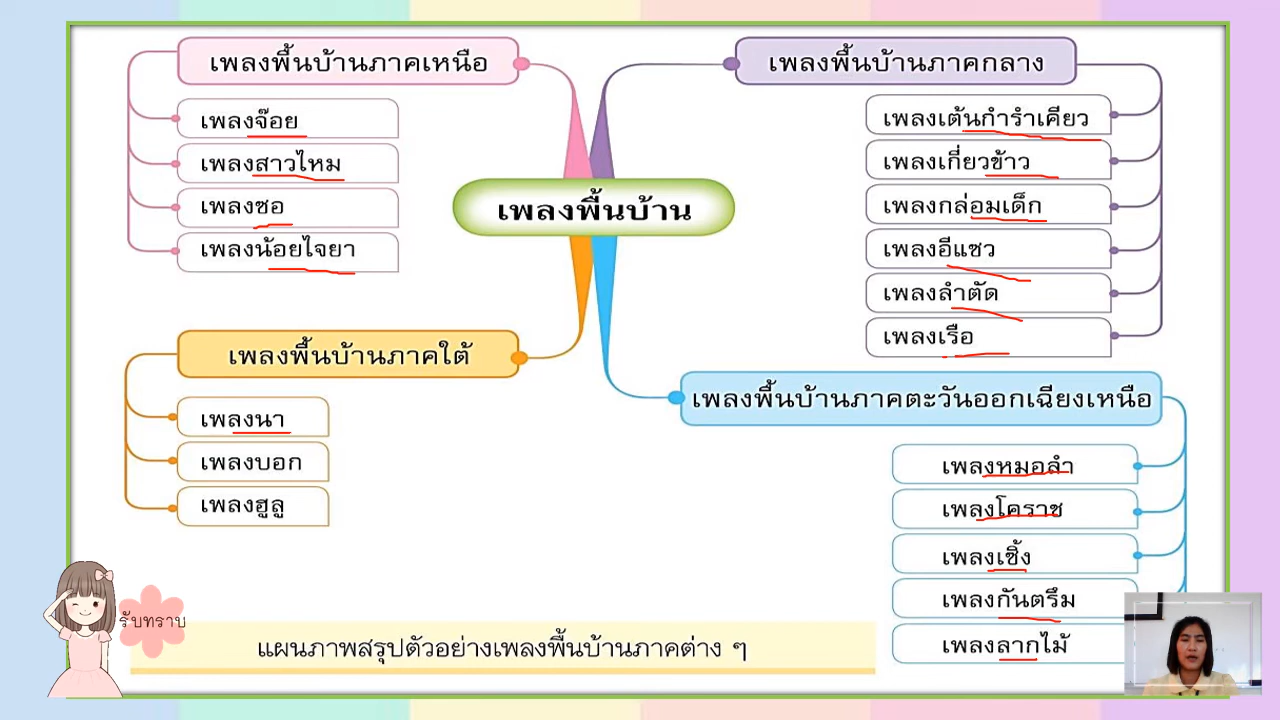 เพลงพื้นบ้าน
เพลงพื้นบ้านภาคเหนือ
เพลงจ๊อย
เพลงสาวไหม
เพลงซอ
เพลงน้อยไจยา
เพลงพื้นบ้านภาคกลาง
เพลงเต้นกำรำเคียว
เพลงเกี่ยวข้าว
เพลงกล่อมเด็ก
เพลงอีแซว
เพลงลำตัด
เพลงเรือ
เพลงพื้นบ้านภาคใต้
เพลงนา
เพลงบอก
เพลงฮูลู
เพลงพื้นบ้านภาคตะวันออกเฉียงเหนือ
เพลงหมอลำ
เพลงโคราช
เพลงเซิ้ง
เพลงกันตรึม
เพลงลากไม้
รับทราบ
แผนภาพสรุปตัวอย่างเพลงพื้นบ้านภาคต่าง ๆ